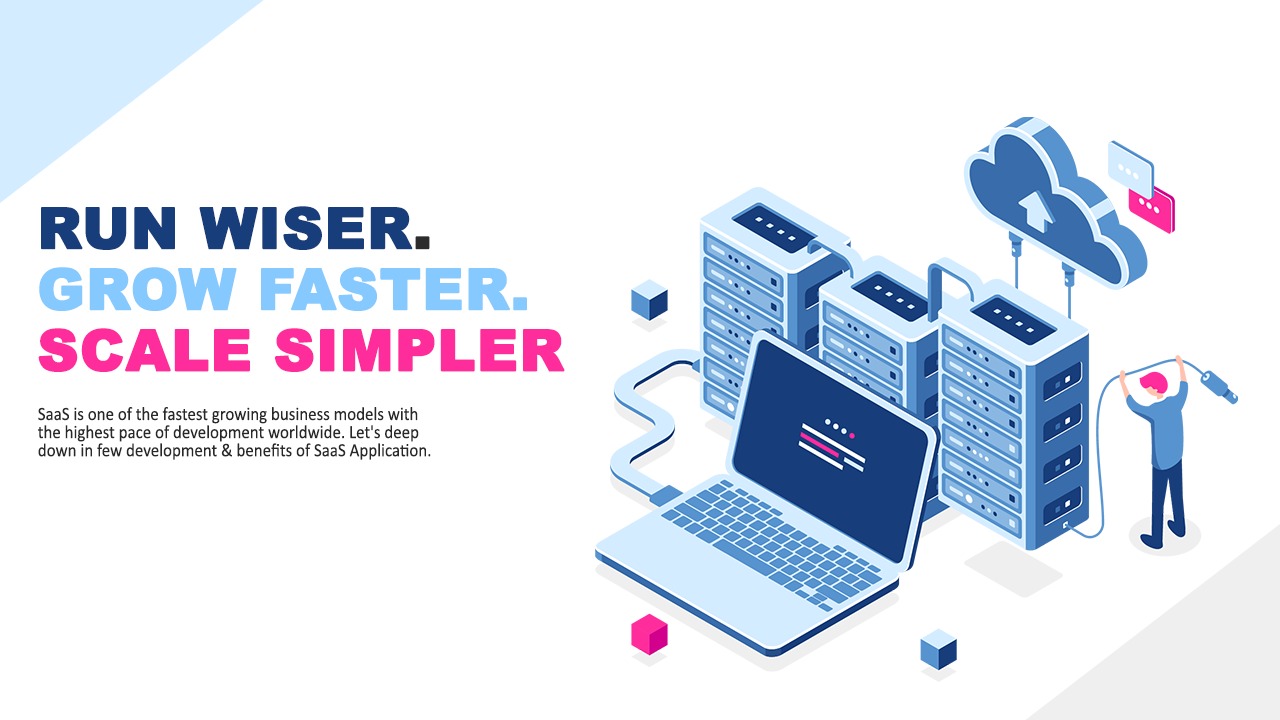 RUN WISER.
GROW FASTER.
SCALE SIMPLER
SaaS is one of the fastest growing business models with
the highest pace of development worldwide. Let's deep
down in few development & benefits of SaaS Application.